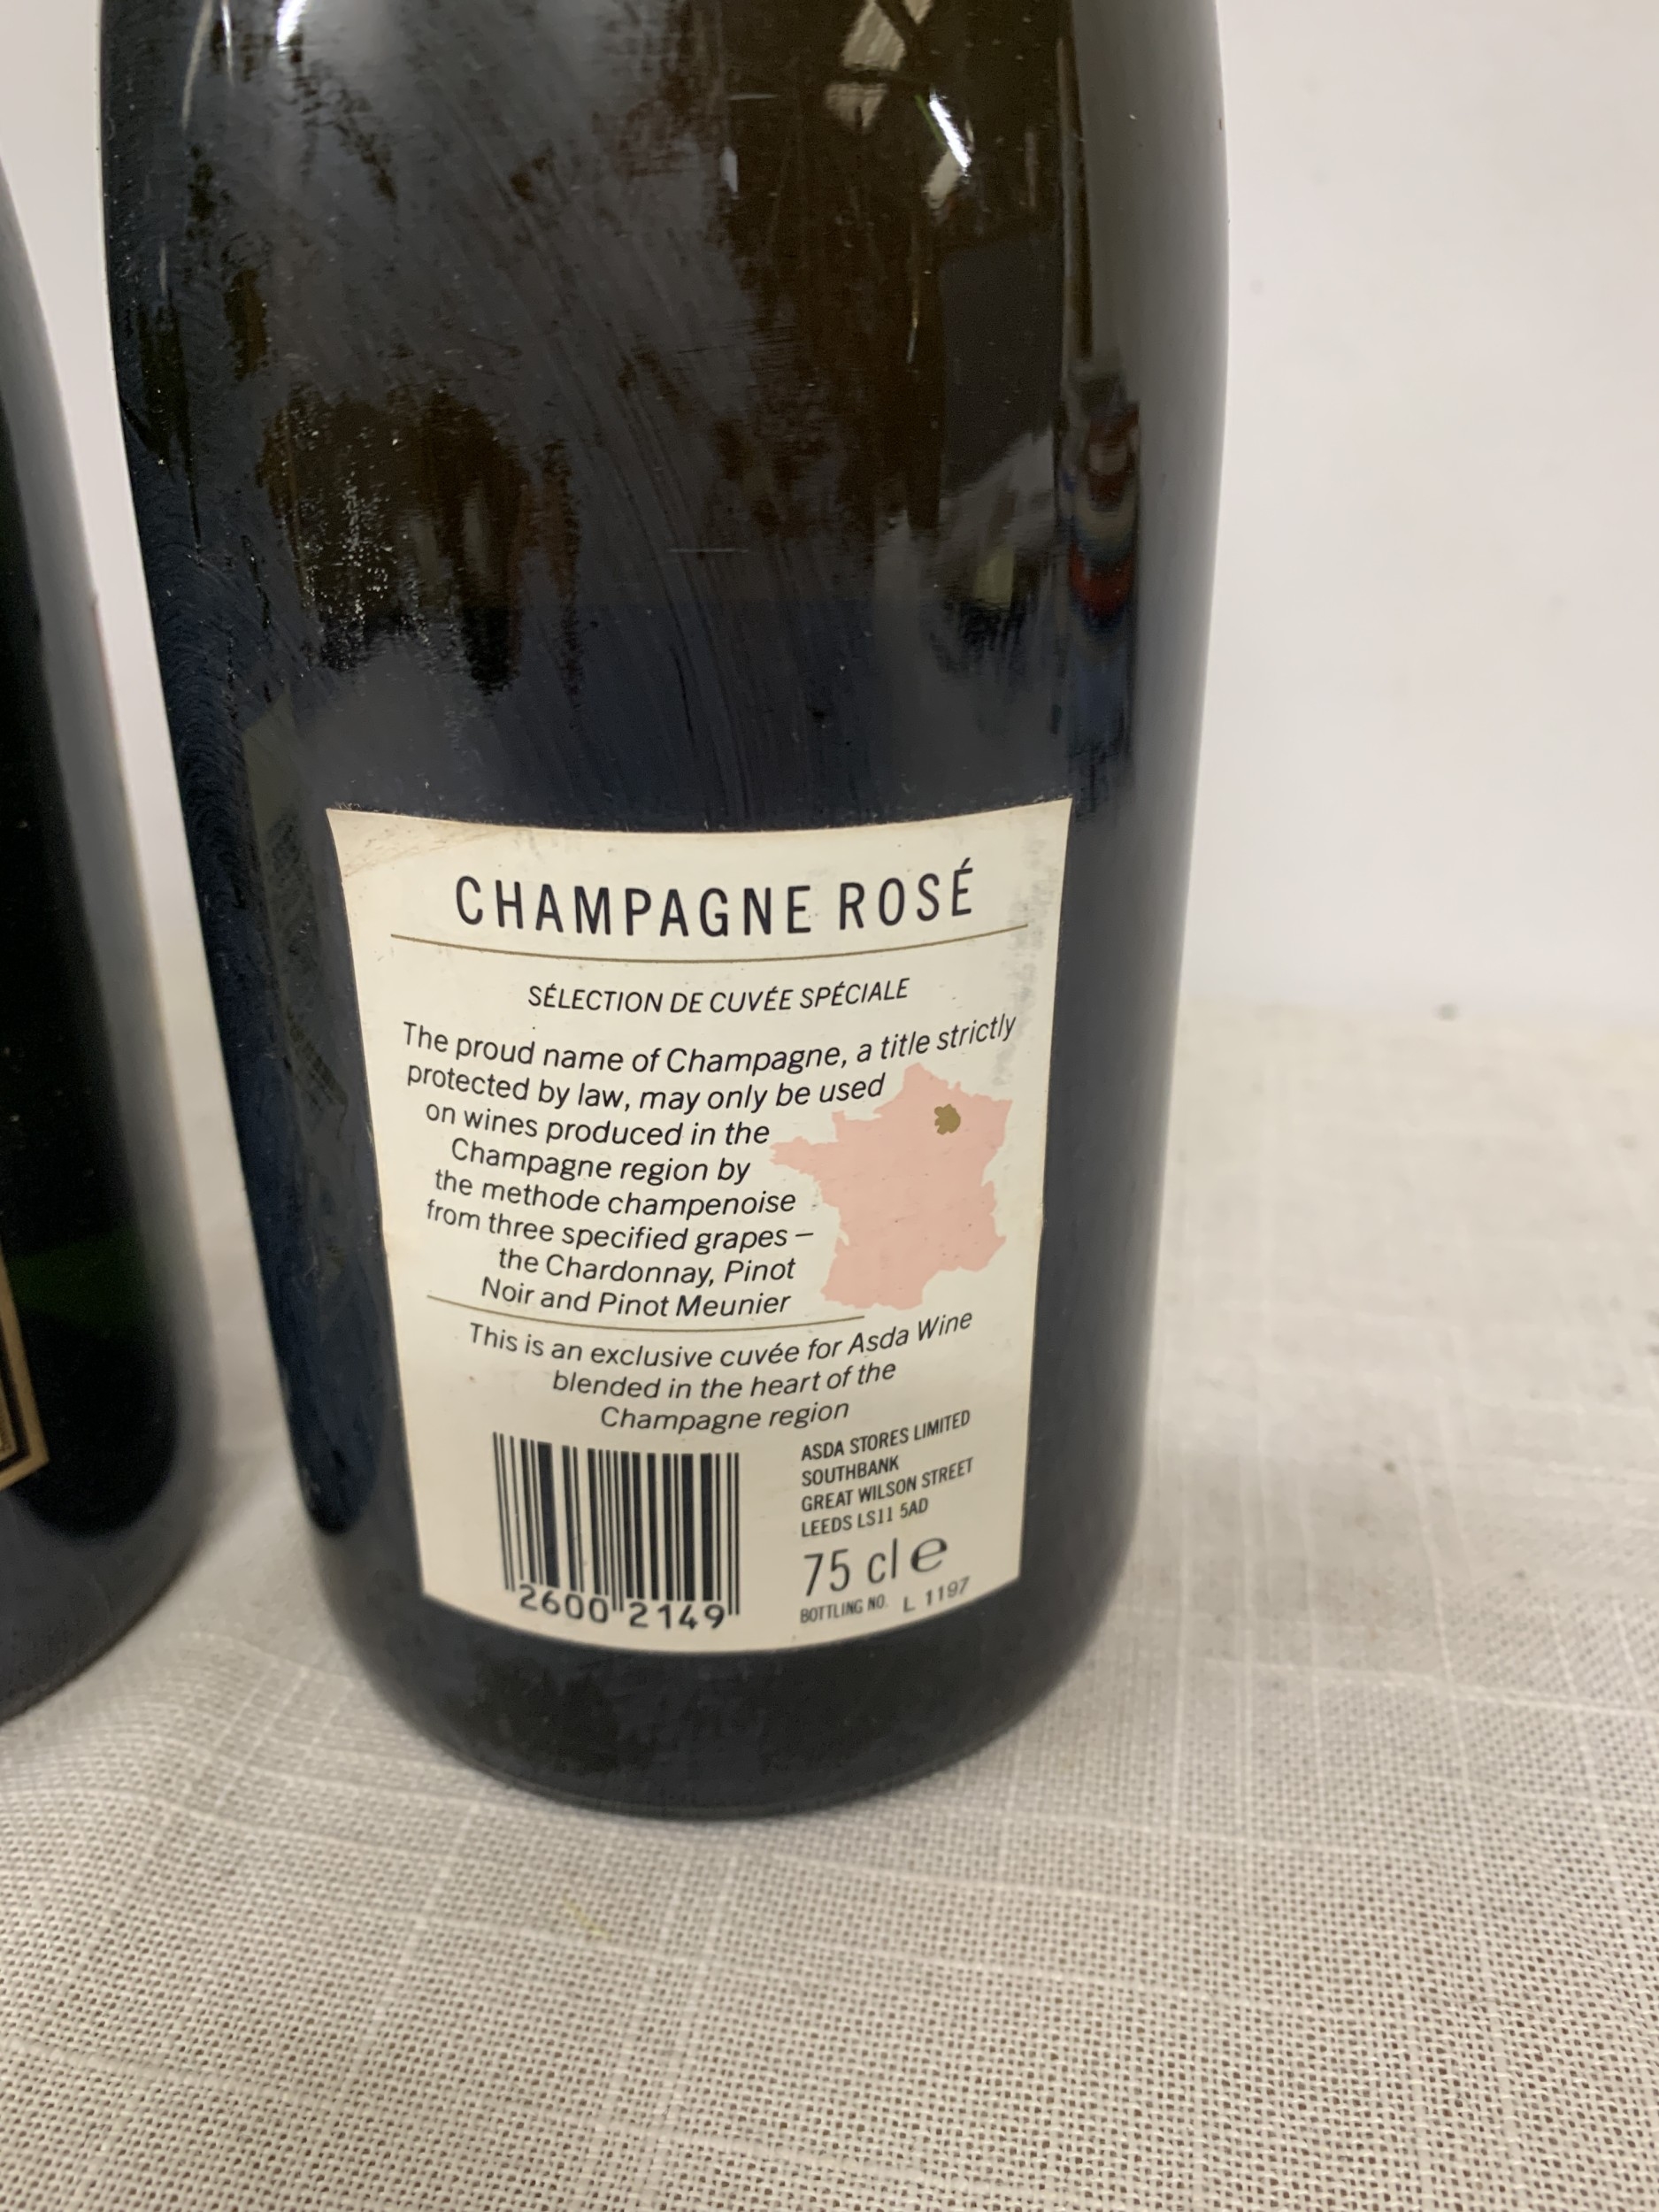 CHAMPAGNE ROSÉ
SÉLECTION DE CUVÉE SPÉCIALE
The proud name of Champagne, a title strictly
protected by law, may only be used
on wines produced in the
Champagne region by
the methode champenoise
from three specified grapes –
the Chardonnay, Pinot
Noir and Pinot Meunier
This is an exclusive cuvée for Asda Wine
blended in the heart of the
Champagne region
ASDA STORES LIMITED
SOUTHBANK
GREAT WILSON STREET
LEEDS LS11 5AD
75 cl e
BOTTLING NO. L 1197
2600 2149